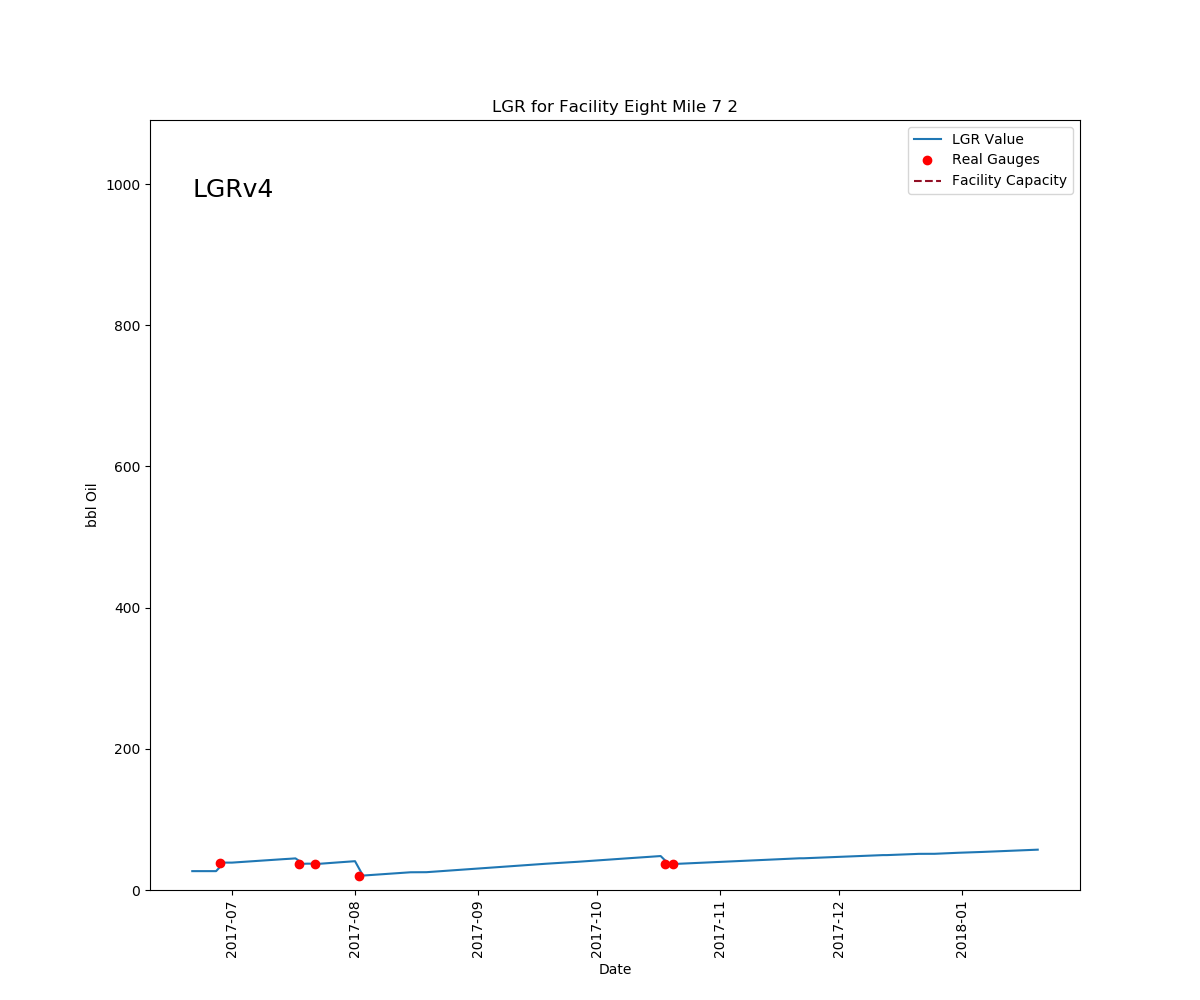 LGR for Facility Eight Mile 7 2
LGRv4
LGR Value
Real Gauges
Facility Capacity
1000
800
600
400
200
0
bbl Oil
2017-07
2017-08
2017-09
2017-10
2017-11
2017-12
2018-01
Date